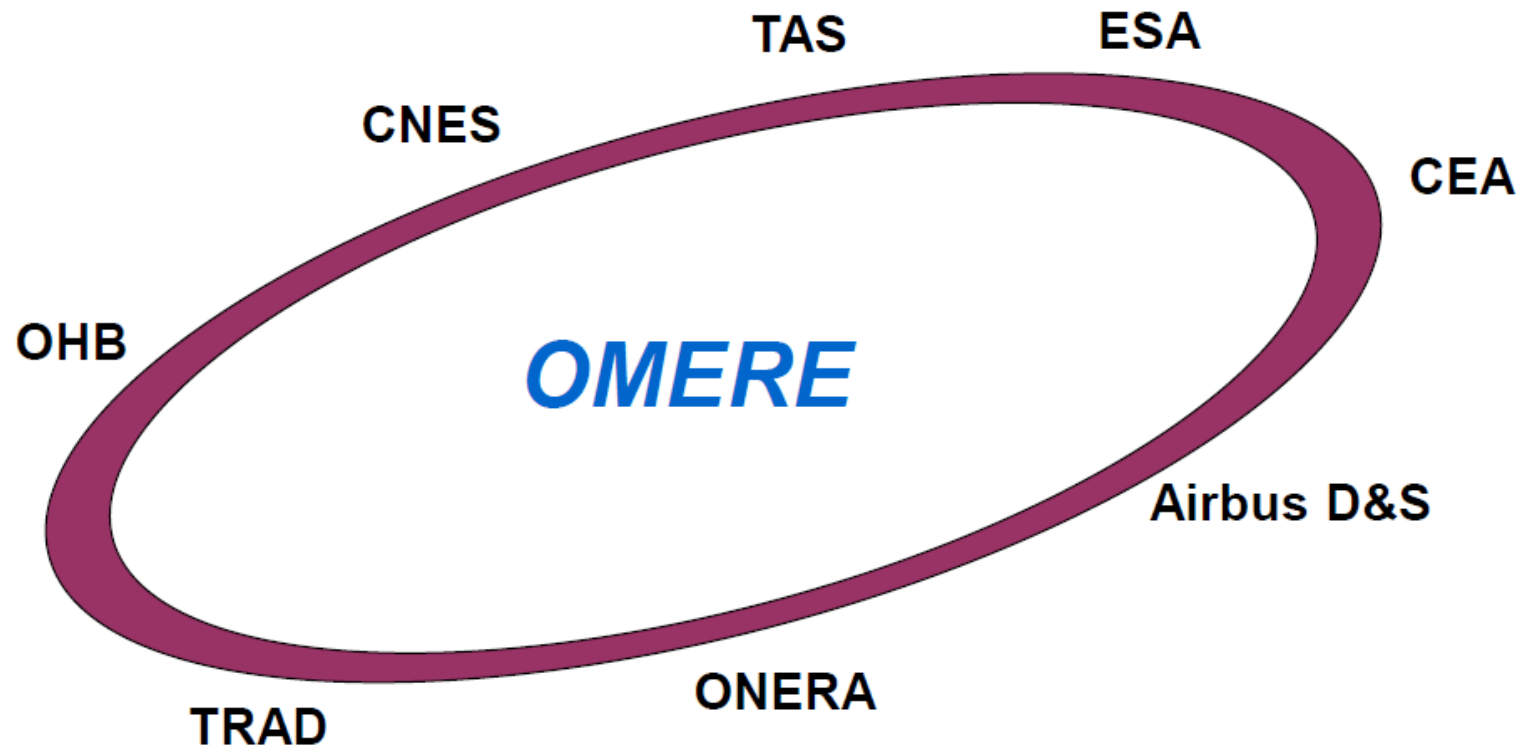 TAS
ESA
CNES
CEA
OHB
OMERE
Airbus D&S
ONERA
TRAD